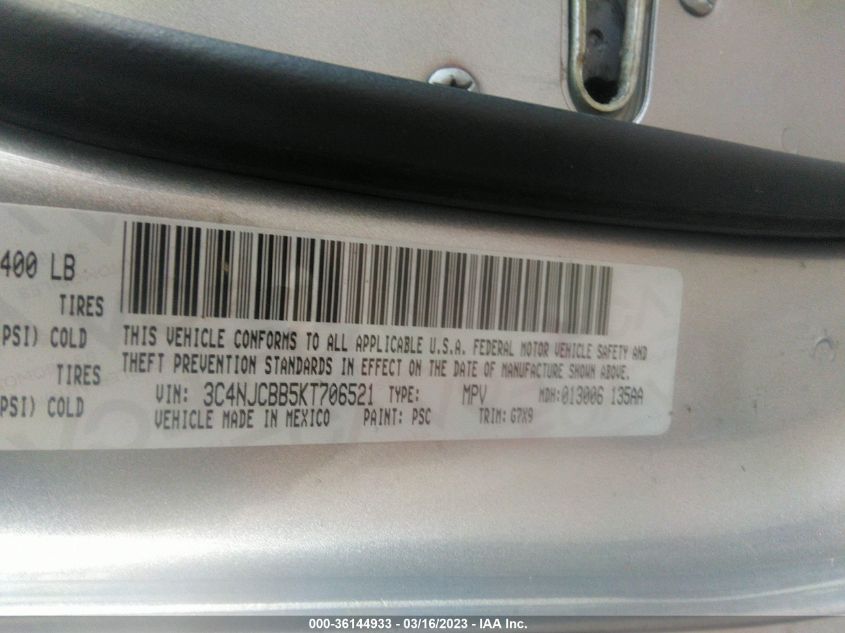 400 LB
TIRES
PSI) COLD
TIRES
PSI) COLD
THIS VEHICLE CONFORMS TO ALL APPLICABLE U.S.A. FEDERAL MOTOR VEHICLE SAFETY AND
THEFT PREVENTION STANDARDS IN EFFECT ON THE DATE OF MANUFACTURE SHOWN ABOVE.
VIN: 3C4NJCBB5KT706521 TYPE: MPV MDH:013006 135AA
VEHICLE MADE IN MEXICO PAINT: PSC TRIM: G7X9
000-36144933 - 03/16/2023 - IAA Inc.